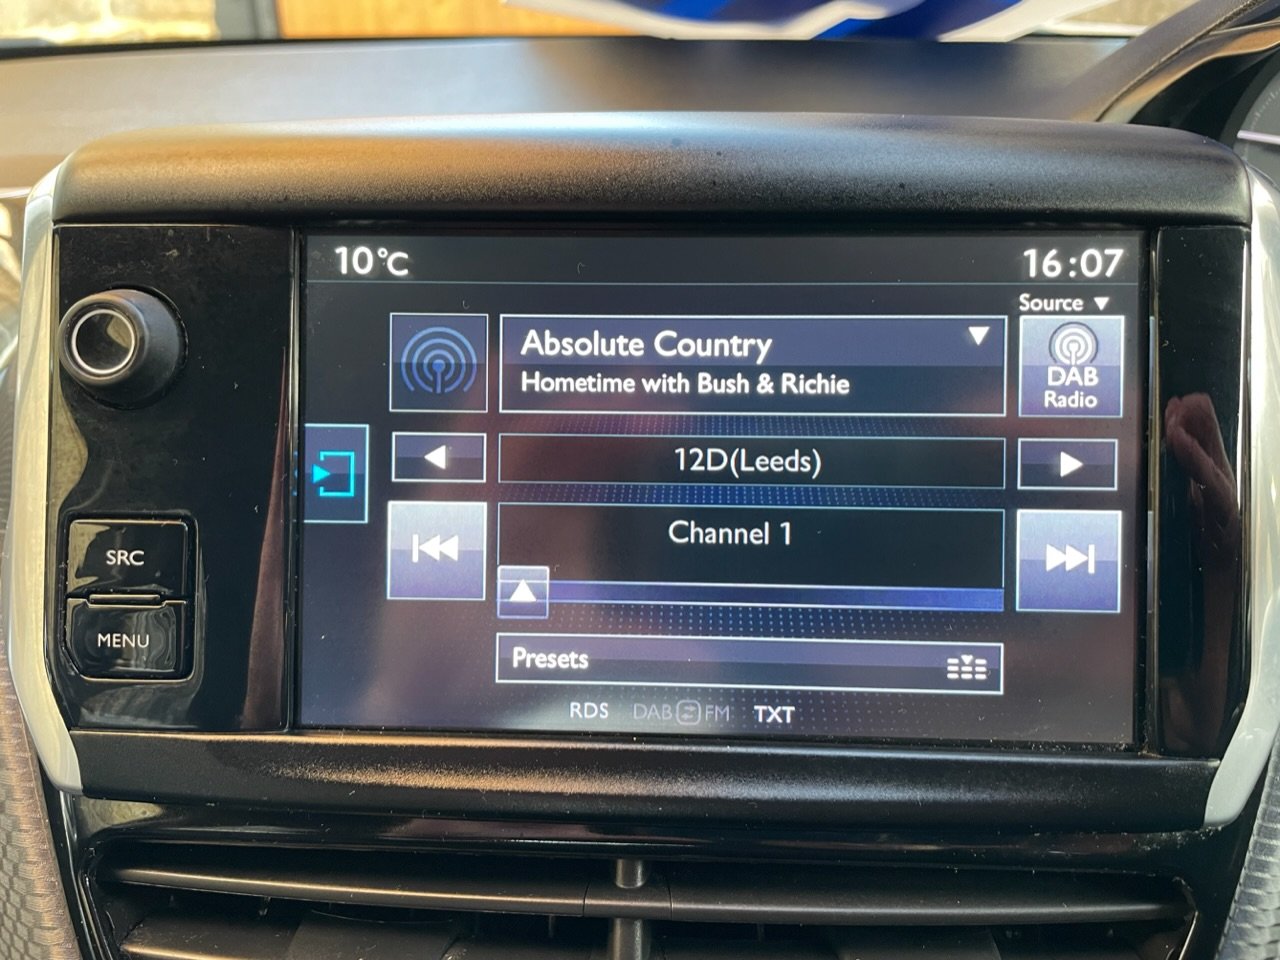 10°C
16:07
Source ▼
Absolute Country
Hometime with Bush & Richie
DAB
Radio
12D(Leeds)
Channel 1
SRC
MENU
Presets
RDS DAB FM TXT